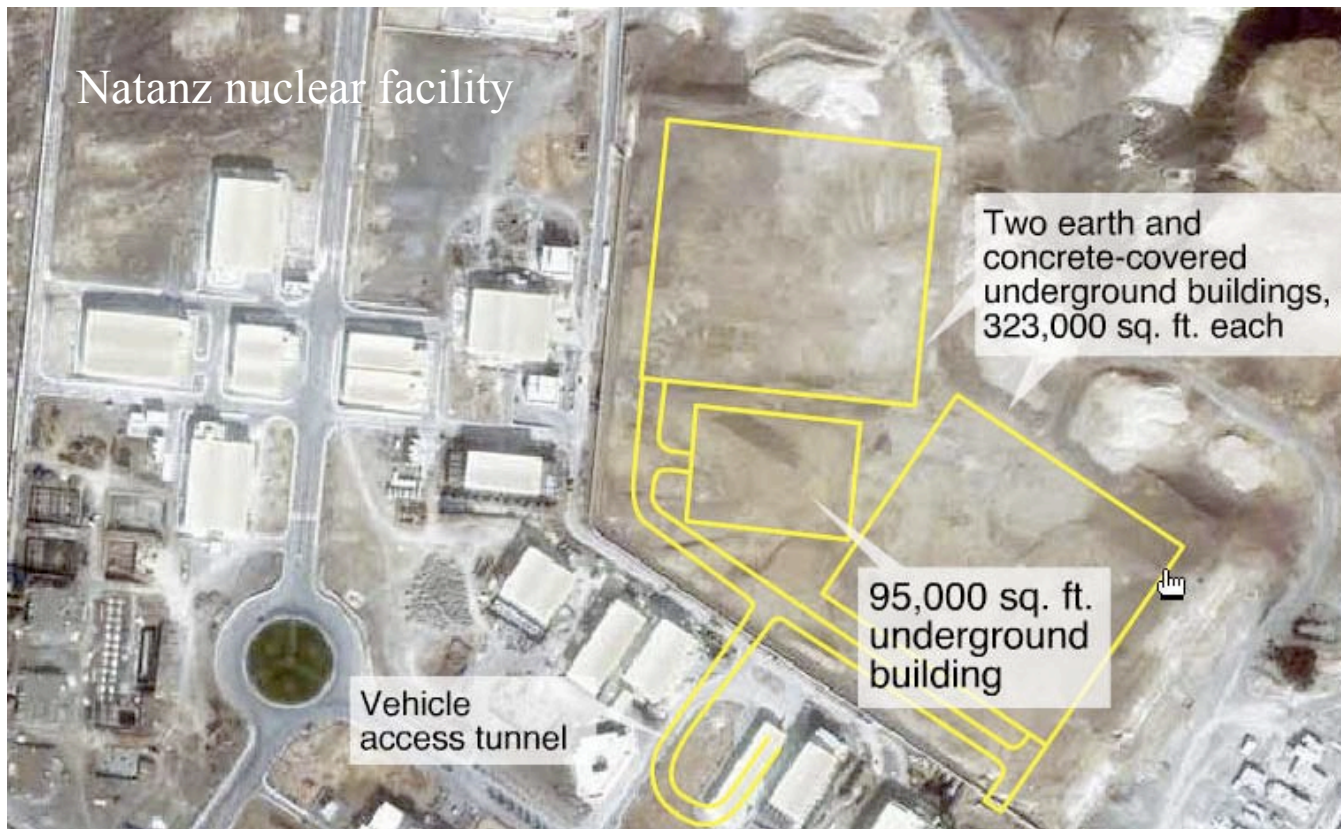 Natanz nuclear facility
Two earth and
concrete-covered
underground buildings,
323,000 sq. ft. each
95,000 sq. ft.
underground
building
Vehicle
access tunnel